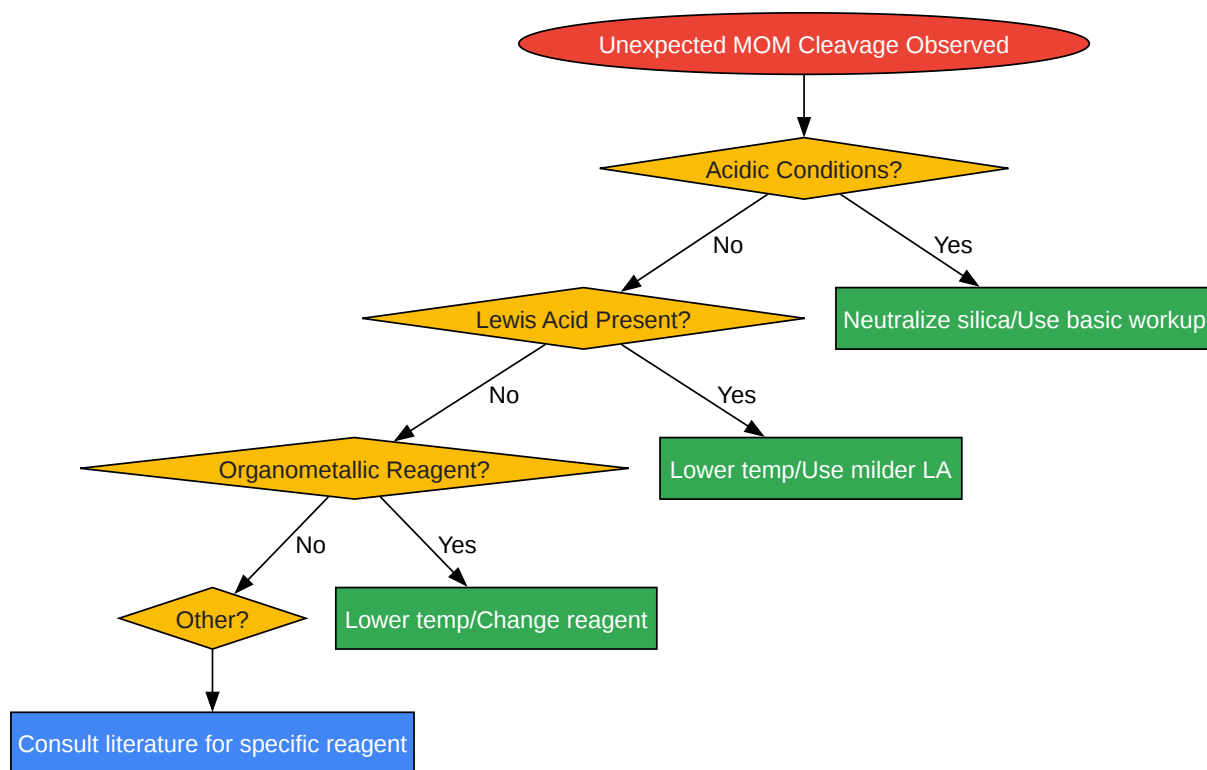 Unexpected MOM Cleavage Observed
Acidic Conditions?
No
Yes
Lewis Acid Present?
Neutralize silica/Use basic workup
No
Yes
Organometallic Reagent?
Lower temp/Use milder LA
No
Yes
Other?
Lower temp/Change reagent
Consult literature for specific reagent